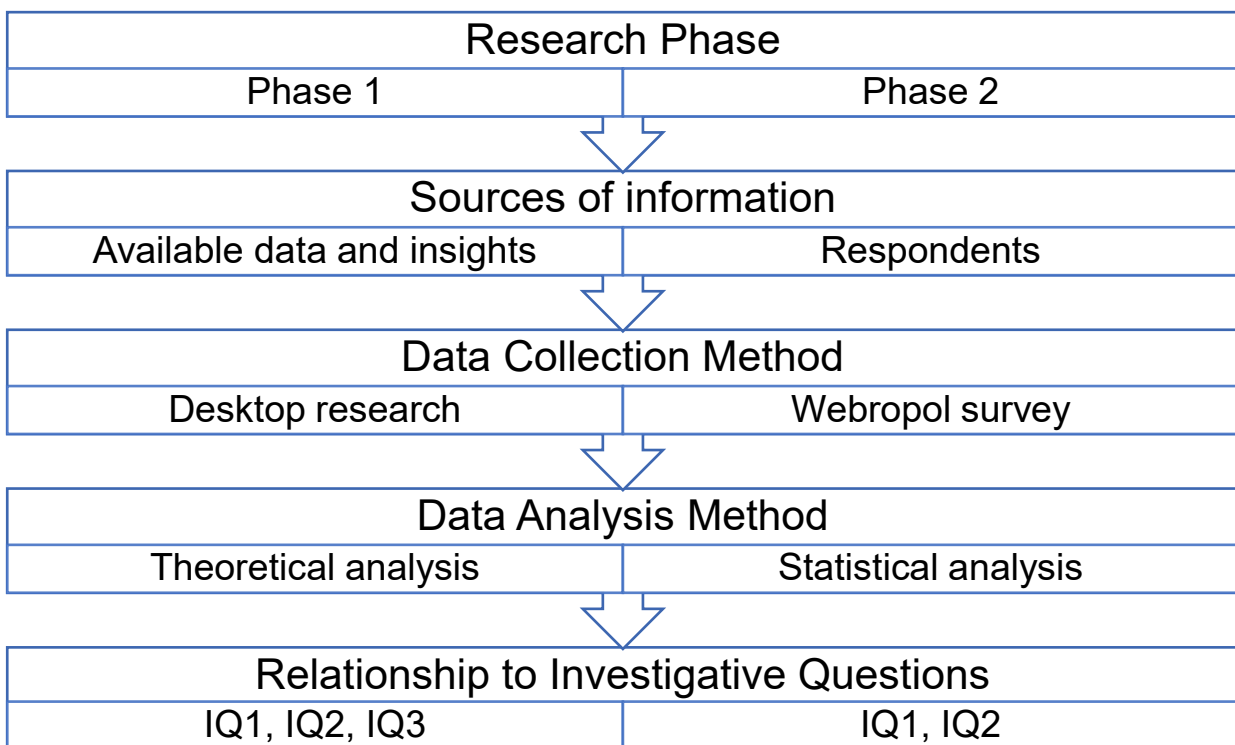 Research Phase
Phase 1 Phase 2
Sources of information
Available data and insights Respondents
Data Collection Method
Desktop research Webropol survey
Data Analysis Method
Theoretical analysis Statistical analysis
Relationship to Investigative Questions
IQ1, IQ2, IQ3 IQ1, IQ2